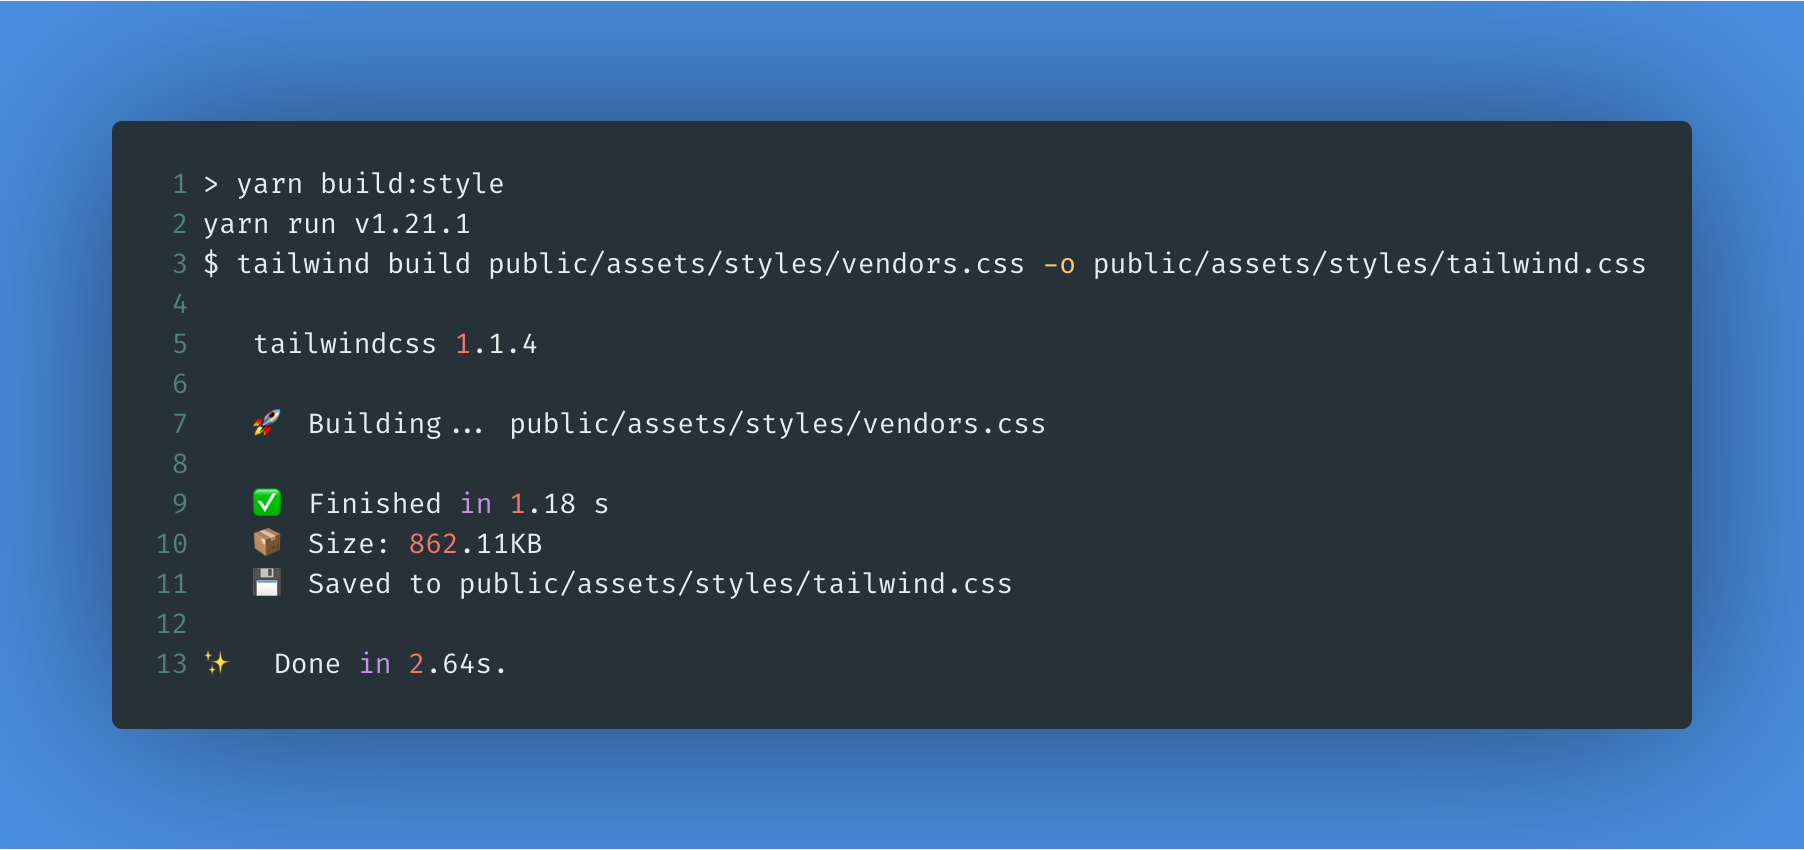 1 > yarn build:style
2 yarn run v1.21.1
3 $ tailwind build public/assets/styles/vendors.css -o public/assets/styles/tailwind.css
4
5 tailwindcss 1.1.4
6
7 🚀 Building... public/assets/styles/vendors.css
8
9 ✅ Finished in 1.18 s
10 📦 Size: 862.11KB
11 💾 Saved to public/assets/styles/tailwind.css
12
13 ✨ Done in 2.64s.